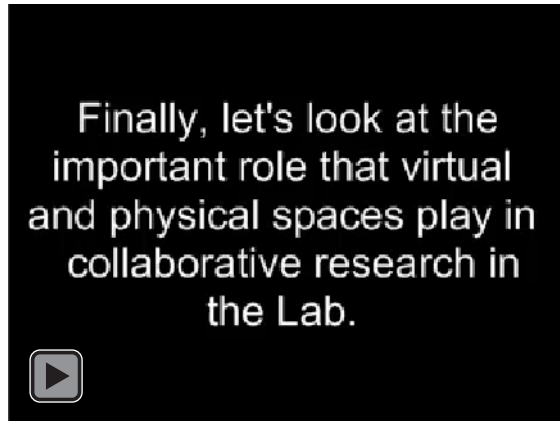 Finally, let's look at the
important role that virtual
and physical spaces play in
collaborative research in
the Lab.